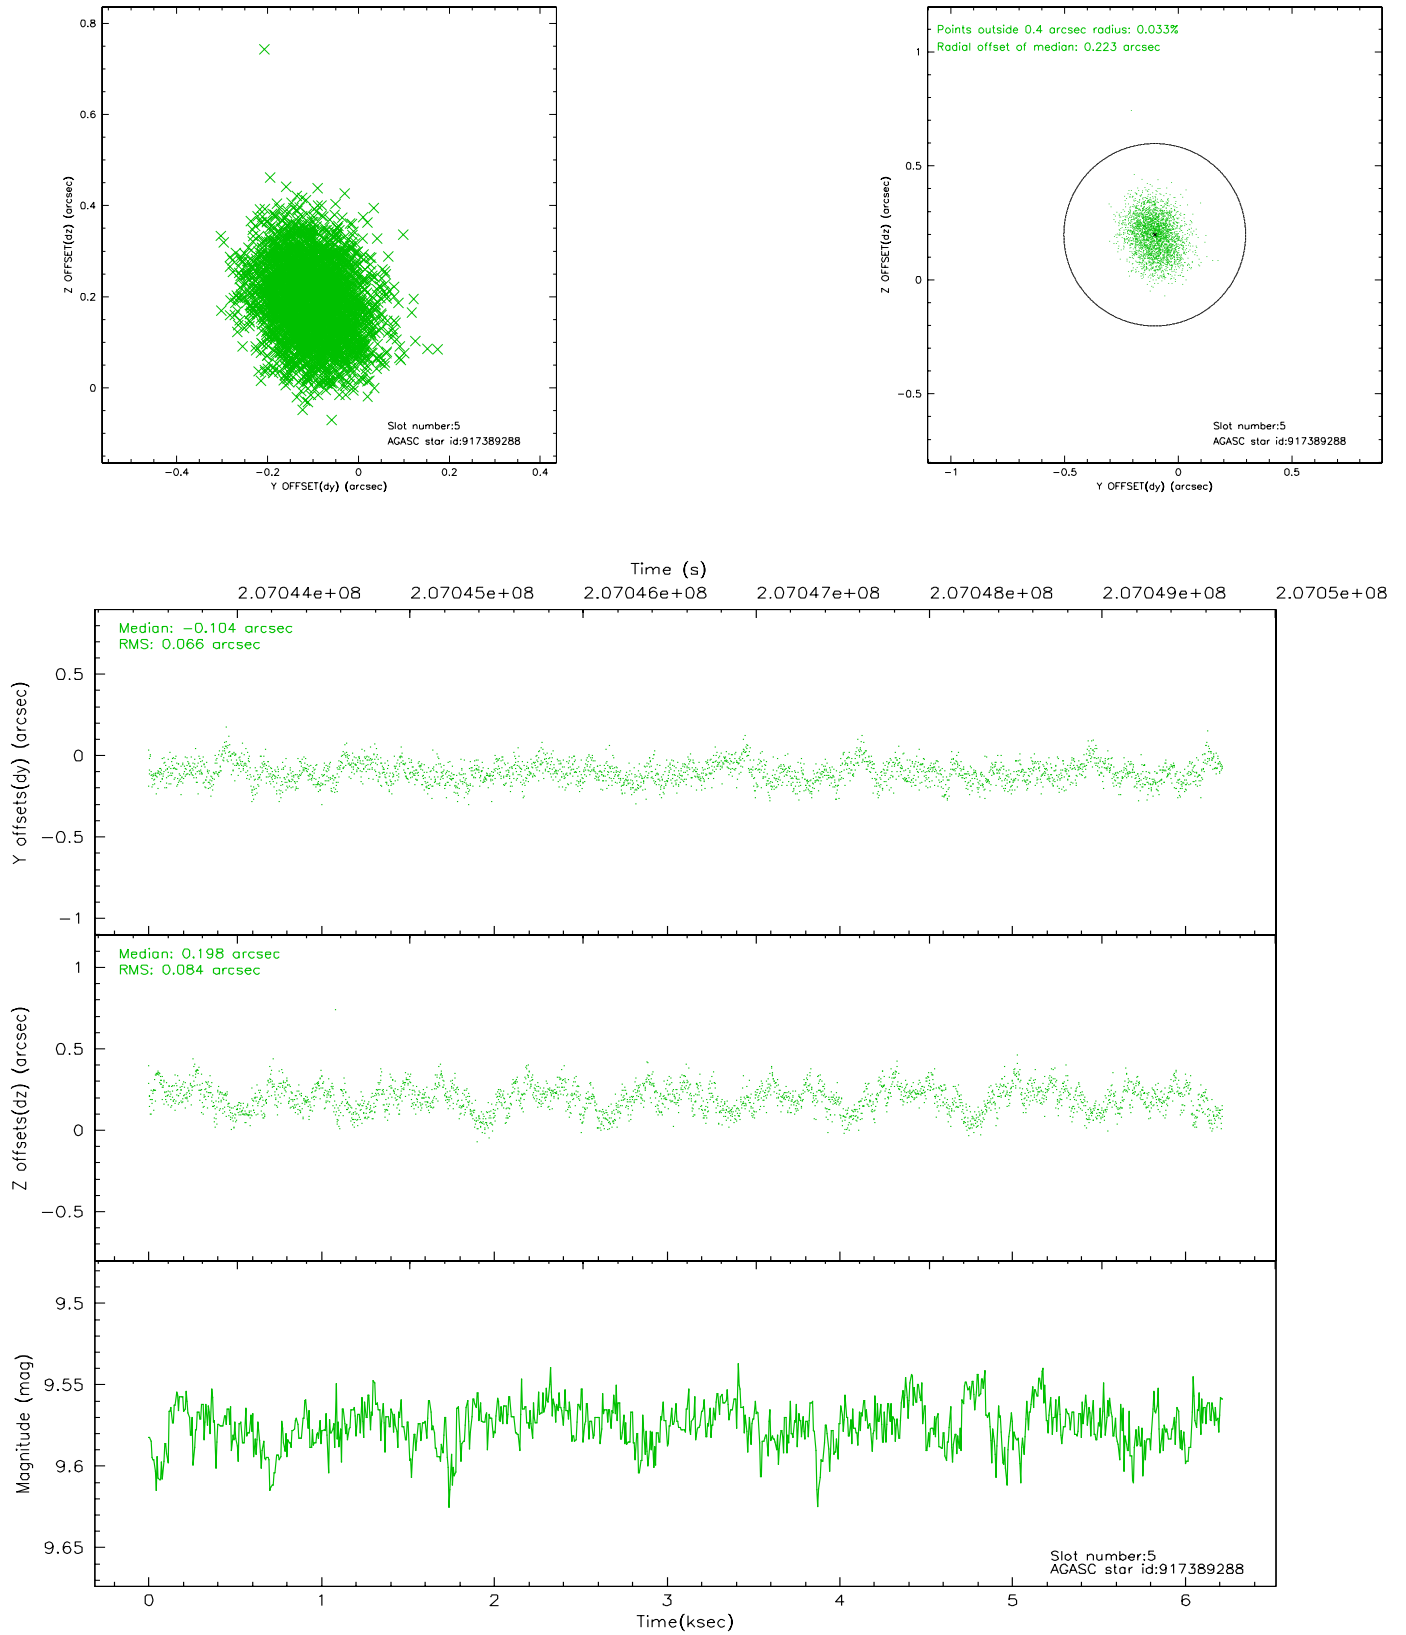 0.8
0.6
0.4
0.2
0
Z OFFSET(dz) (arcsec)
Slot number:5
AGASC star id:917389288
−0.4 −0.2 0 0.2 0.4
Y OFFSET(dy) (arcsec)
Points outside 0.4 arcsec radius: 0.033%
Radial offset of median: 0.223 arcsec
1
0.5
0
−0.5
Z OFFSET(dz) (arcsec)
Slot number:5
AGASC star id:917389288
−1 −0.5 0 0.5
Y OFFSET(dy) (arcsec)
Time (s)
2.07044e+08 2.07045e+08 2.07046e+08 2.07047e+08 2.07048e+08 2.07049e+08 2.0705e+08
Median: −0.104 arcsec
RMS: 0.066 arcsec
0.5
0
−0.5
−1
Y offsets(dy) (arcsec)
Median: 0.198 arcsec
RMS: 0.084 arcsec
1
0.5
0
−0.5
Z offsets(dz) (arcsec)
9.5
9.55
9.6
9.65
Magnitude (mag)
Slot number:5
AGASC star id:917389288
0 1 2 3 4 5 6
Time(ksec)